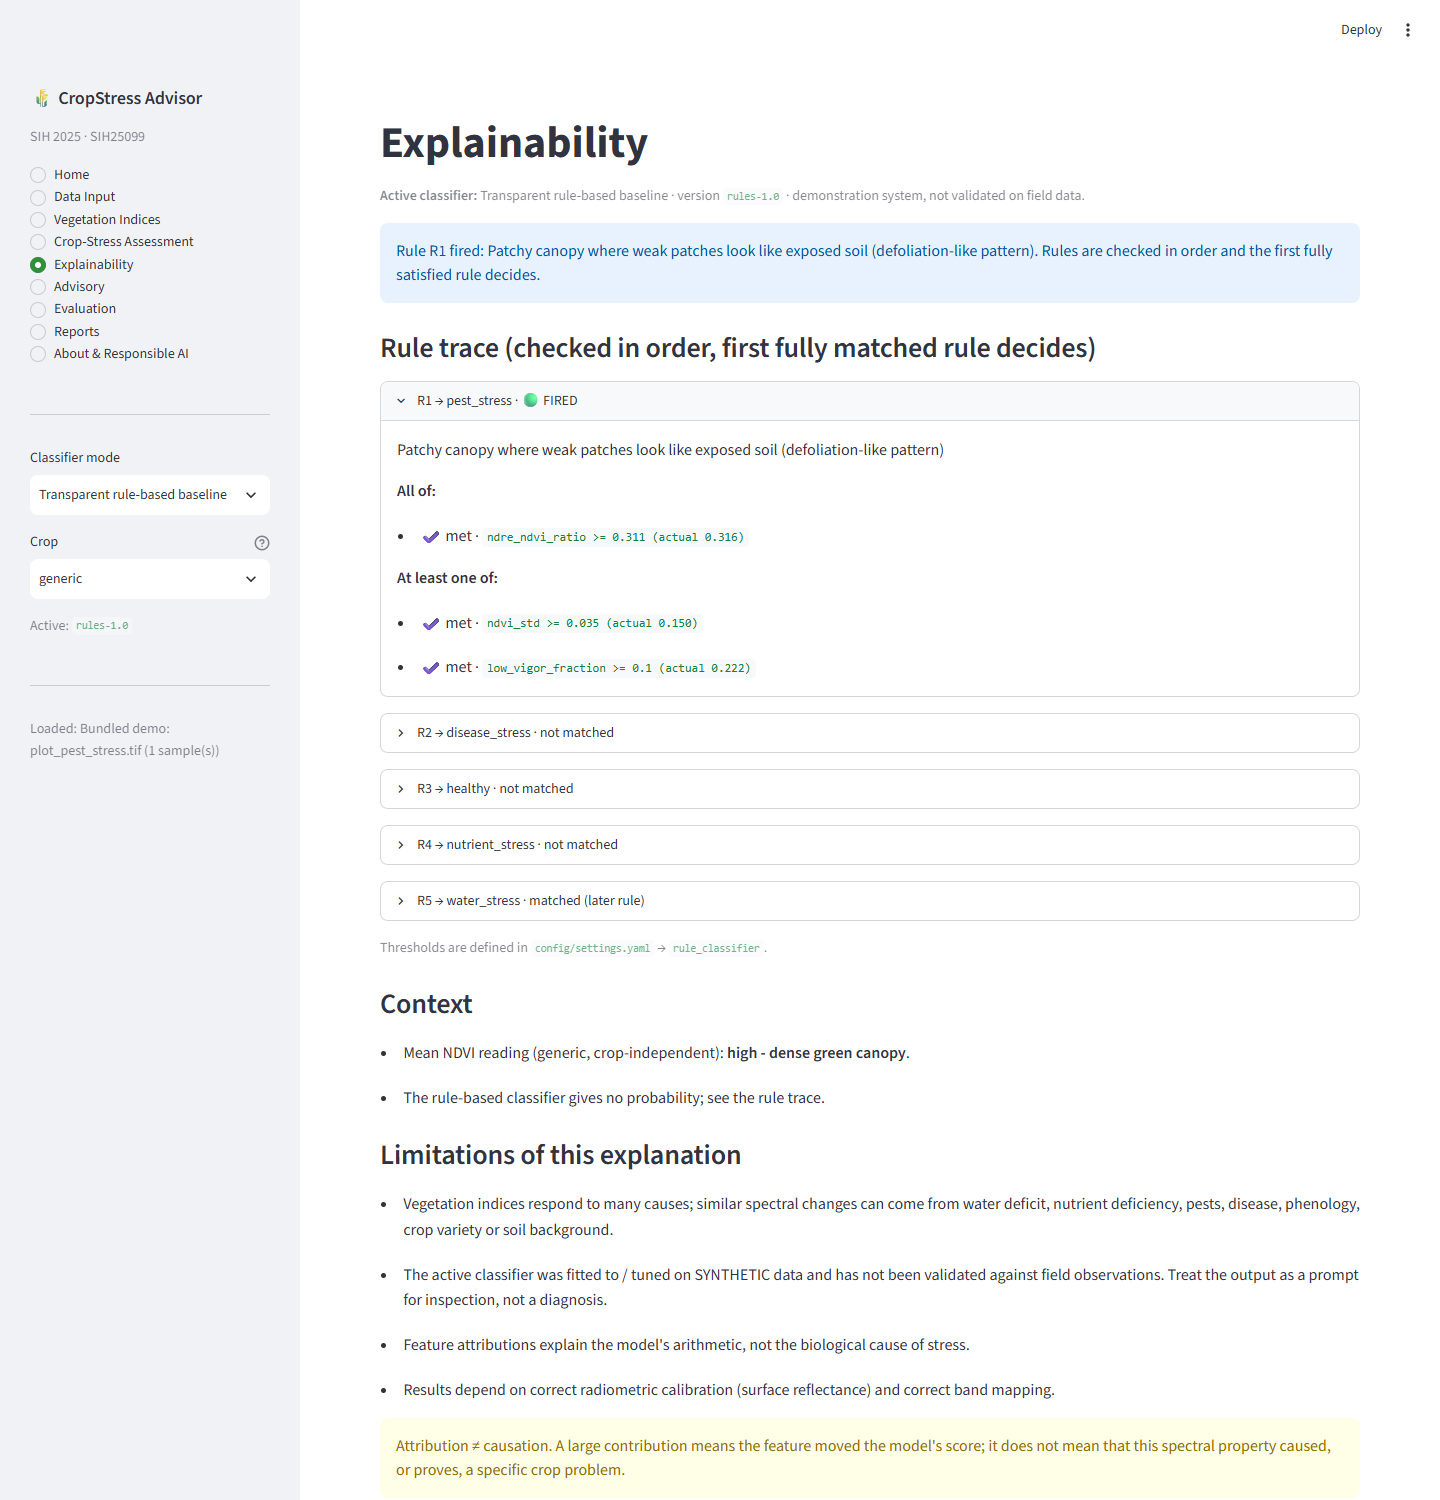 Deploy
CropStress Advisor
SIH 2025 · SIH25099
Home
Data Input
Vegetation Indices
Crop-Stress Assessment
Explainability
Advisory
Evaluation
Reports
About & Responsible AI
Classifier mode
Transparent rule-based baseline
Crop
generic
Active: rules-1.0
Loaded: Bundled demo:
plot_pest_stress.tif (1 sample(s))
Explainability
Active classifier: Transparent rule-based baseline · version rules-1.0 · demonstration system, not validated on field data.
Rule R1 fired: Patchy canopy where weak patches look like exposed soil (defoliation-like pattern). Rules are checked in order and the first fully
satisfied rule decides.
Rule trace (checked in order, first fully matched rule decides)
R1 → pest_stress · FIRED
Patchy canopy where weak patches look like exposed soil (defoliation-like pattern)
All of:
met · ndre_ndvi_ratio >= 0.311 (actual 0.316)
At least one of:
met · ndvi_std >= 0.035 (actual 0.150)
met · low_vigor_fraction >= 0.1 (actual 0.222)
R2 → disease_stress · not matched
R3 → healthy · not matched
R4 → nutrient_stress · not matched
R5 → water_stress · matched (later rule)
Thresholds are defined in config/settings.yaml → rule_classifier .
Context
Mean NDVI reading (generic, crop-independent): high - dense green canopy.
The rule-based classifier gives no probability; see the rule trace.
Limitations of this explanation
Vegetation indices respond to many causes; similar spectral changes can come from water deficit, nutrient deficiency, pests, disease, phenology,
crop variety or soil background.
The active classifier was fitted to / tuned on SYNTHETIC data and has not been validated against field observations. Treat the output as a prompt
for inspection, not a diagnosis.
Feature attributions explain the model's arithmetic, not the biological cause of stress.
Results depend on correct radiometric calibration (surface reflectance) and correct band mapping.
Attribution ≠ causation. A large contribution means the feature moved the model's score; it does not mean that this spectral property caused,
or proves, a specific crop problem.